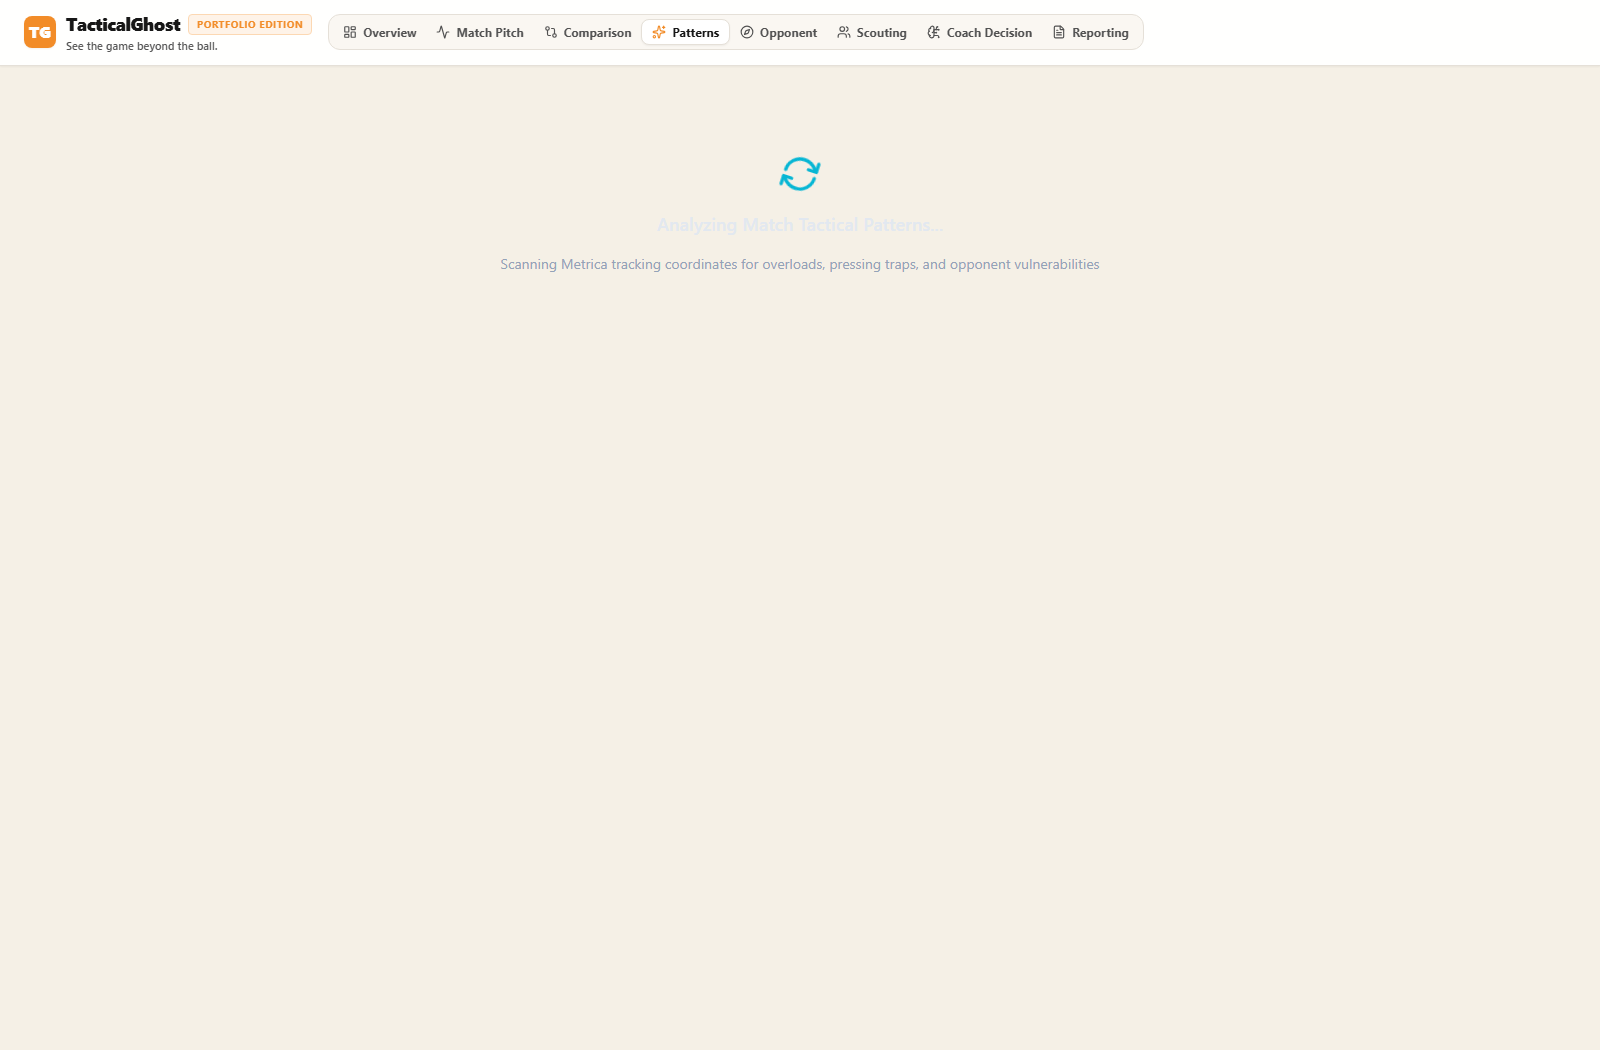 TG
TacticalGhost
PORTFOLIO EDITION
See the game beyond the ball.
Overview
Match Pitch
Comparison
Patterns
Opponent
Scouting
Coach Decision
Reporting
Analyzing Match Tactical Patterns...
Scanning Metrica tracking coordinates for overloads, pressing traps, and opponent vulnerabilities